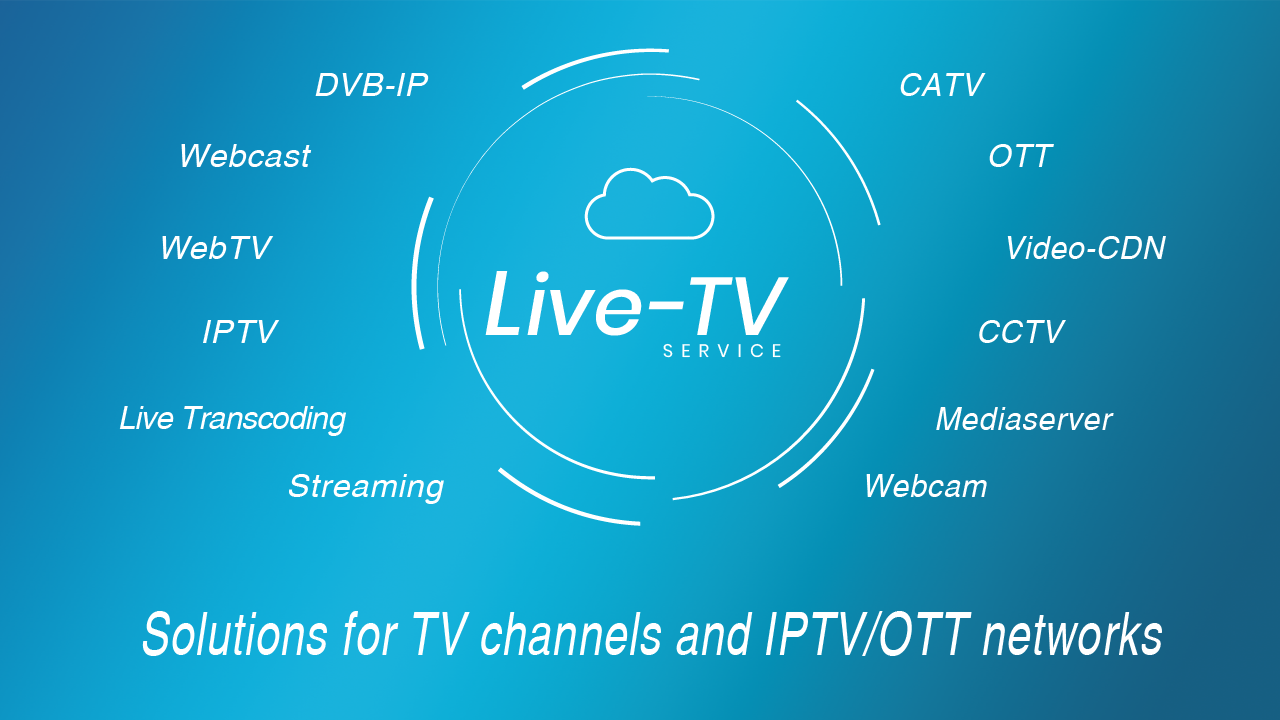 DVB-IP
CATV
Webcast
OTT
WebTV
Video-CDN
Live-TV
SERVICE
IPTV
CCTV
Live Transcoding
Mediaserver
Streaming
Webcam
Solutions for TV channels and IPTV/OTT networks